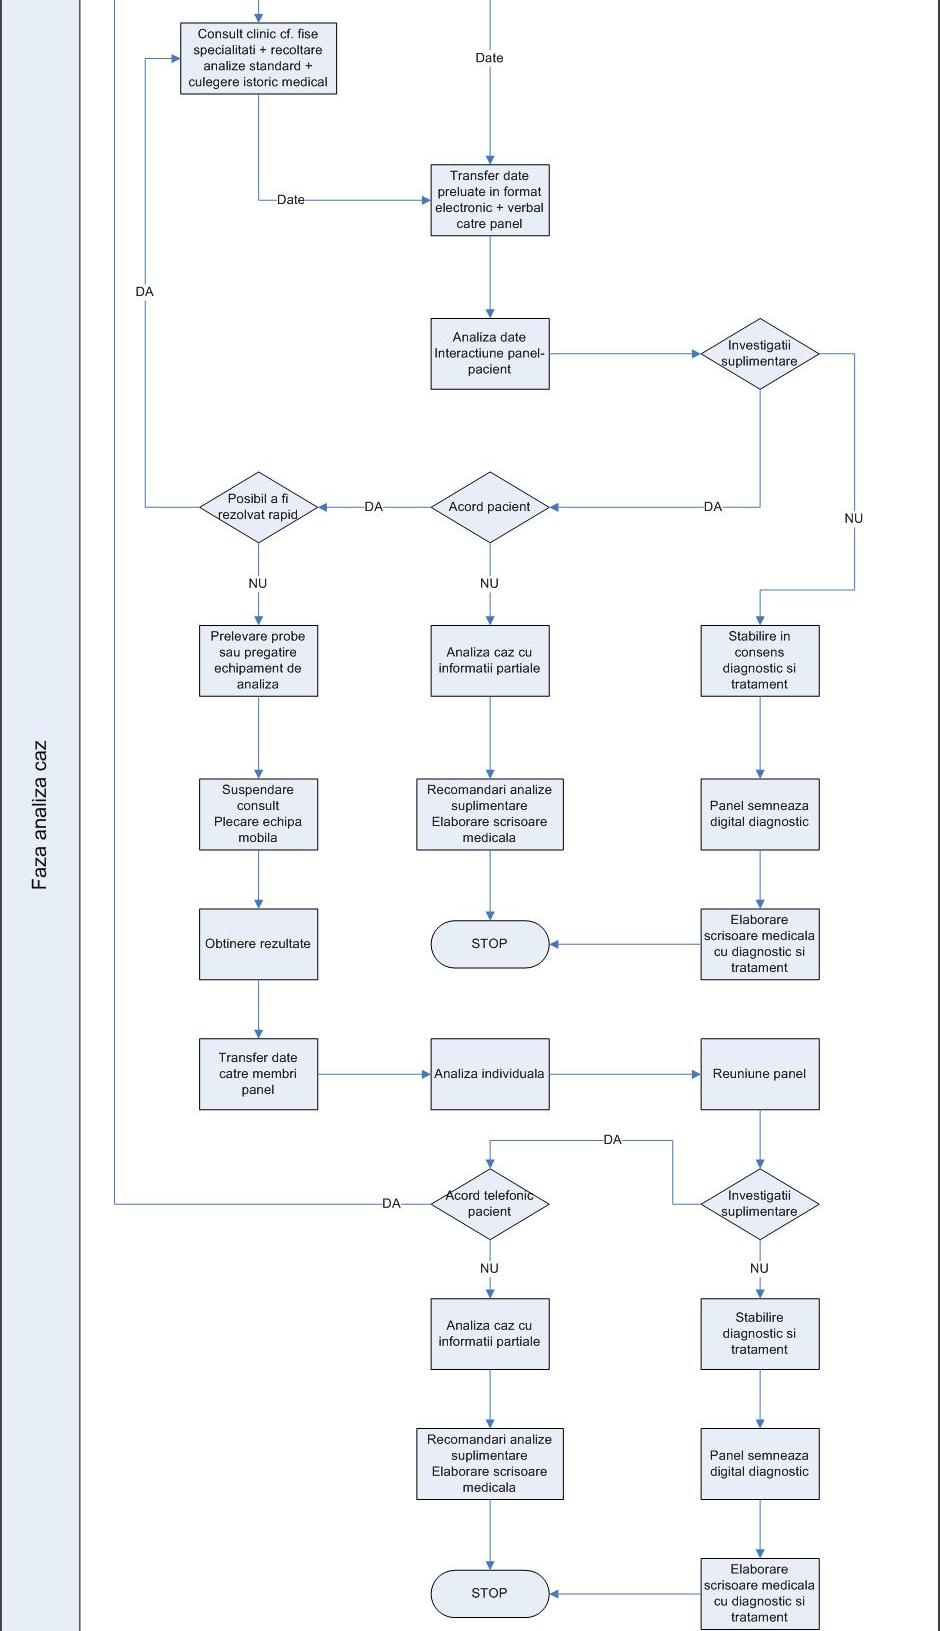 Consult clinic cf. fise
specialitati + recoltare
analize standard +
culegere istoric medical
Date
Date
Transfer date
preluate in format
electronic + verbal
catre panel
DA
Analiza date
Interactiune panel-
pacient
Investigatii
suplimentare
Posibil a fi
rezolvat rapid
DA
Acord pacient
DA
NU
NU
NU
Prelevare probe
sau pregatire
echipament de
analiza
Analiza caz cu
informatii partiale
Stabilire in
consens
diagnostic si
tratament
Faza analiza caz
Suspendare
consult
Plecare echipa
mobila
Recomandari analize
suplimentare
Elaborare scrisoare
medicala
Panel semneaza
digital diagnostic
Obtinere rezultate
STOP
Elaborare
scrisoare medicala
cu diagnostic si
tratament
Transfer date
catre membri
panel
Analiza individuala
Reuniune panel
DA
DA
Acord telefonic
pacient
Investigatii
suplimentare
NU
NU
Analiza caz cu
informatii partiale
Stabilire
diagnostic si
tratament
Recomandari analize
suplimentare
Elaborare scrisoare
medicala
Panel semneaza
digital diagnostic
STOP
Elaborare
scrisoare medicala
cu diagnostic si
tratament